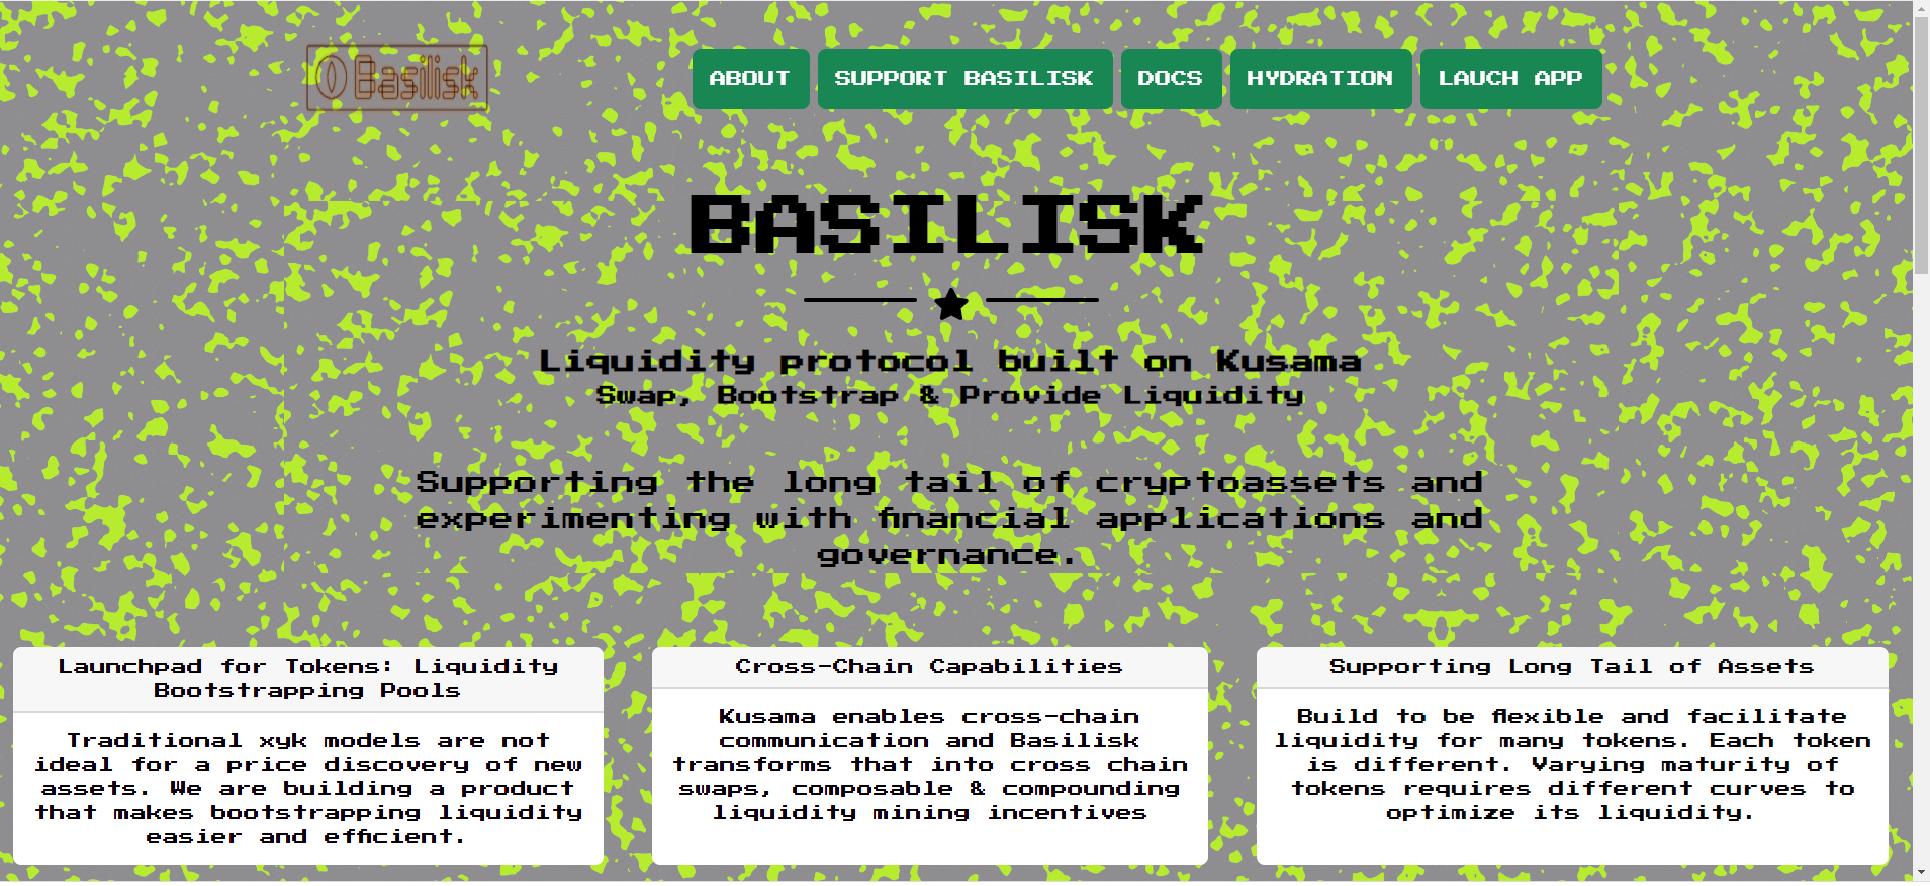 Basilisk
ABOUT
SUPPORT BASILISK
DOCS
HYDRATION
LAUCH APP
BASILISK
Liquidity protocol built on Kusama
Swap, Bootstrap & Provide Liquidity
Supporting the long tail of cryptoassets and
experimenting with financial applications and
governance.
Launchpad for Tokens: Liquidity
Bootstrapping Pools
Traditional xyk models are not
ideal for a price discovery of new
assets. We are building a product
that makes bootstrapping liquidity
easier and efficient.
Cross-Chain Capabilities
Kusama enables cross-chain
communication and Basilisk
transforms that into cross chain
swaps, composable & compounding
liquidity mining incentives
Supporting Long Tail of Assets
Build to be flexible and facilitate
liquidity for many tokens. Each token
is different. Varying maturity of
tokens requires different curves to
optimize its liquidity.